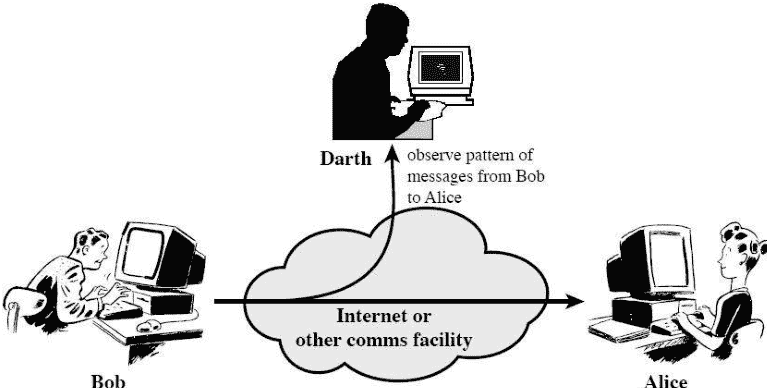 Darth
observe pattern of
messages from Bob
to Alice
Internet or
other comms facility
Bob
Alice